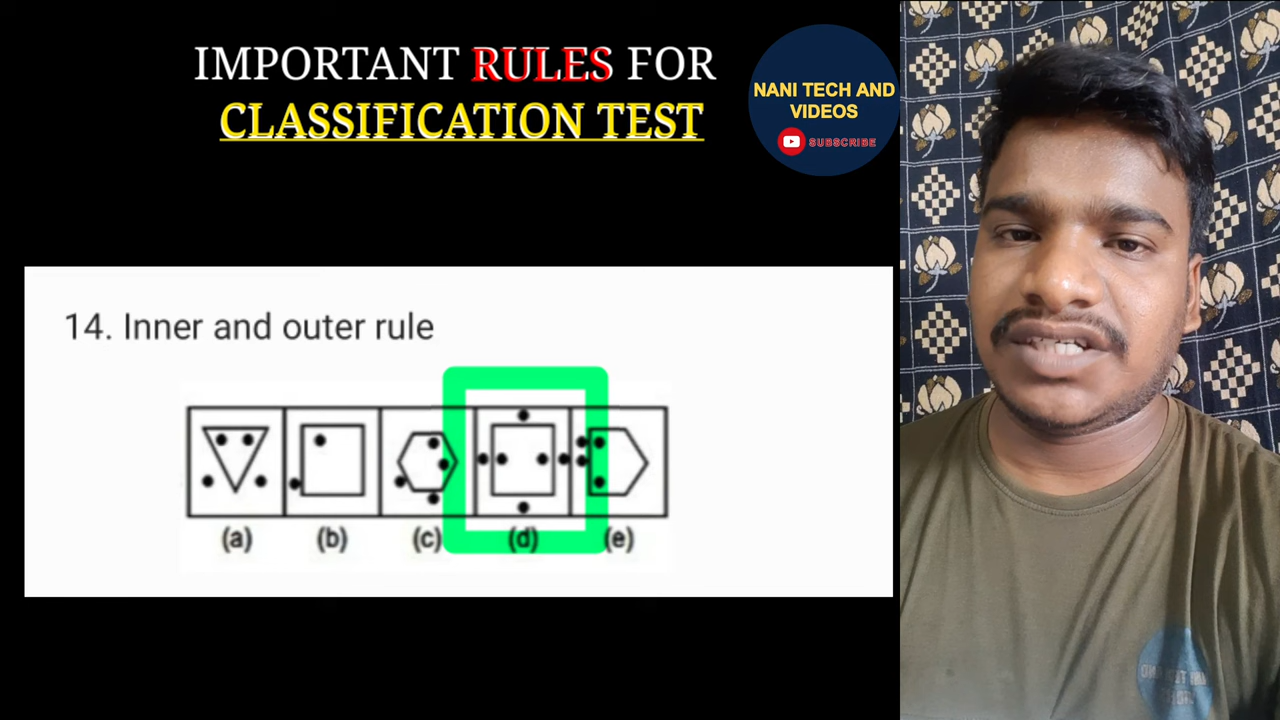 IMPORTANT RULES FOR
CLASSIFICATION TEST
NANI TECH AND
VIDEOS
SUBSCRIBE
14. Inner and outer rule
(a) (b) (c) (d) (e)